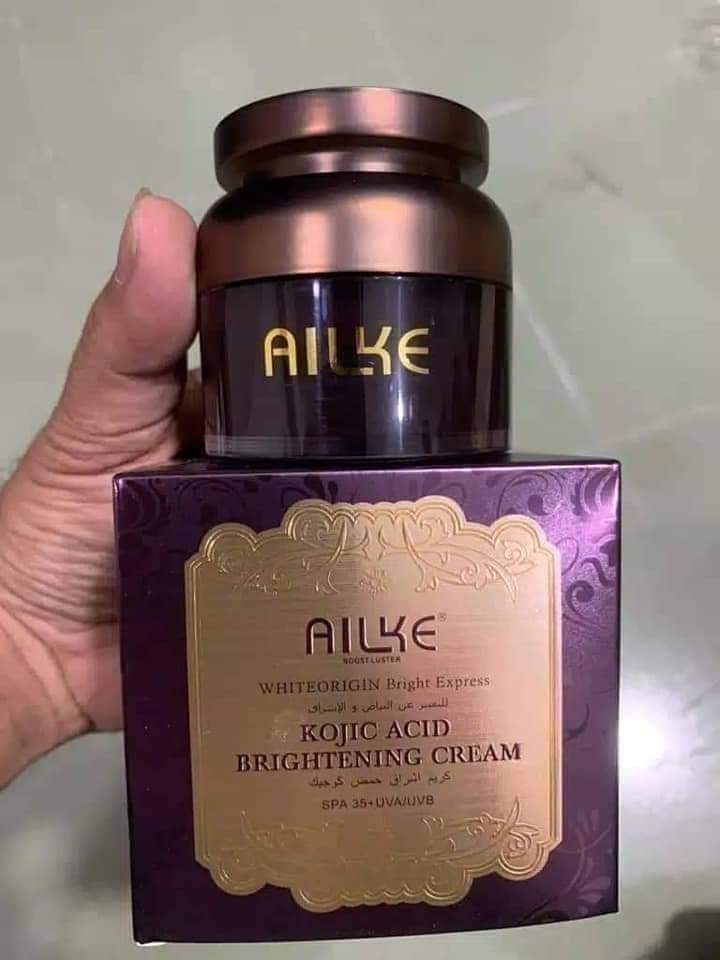 AILKE
AILKE®
BOOST LUSTER
WHITEORIGIN Bright Express
للتعبير عن البياض و الإشراق
KOJIC ACID
BRIGHTENING CREAM
كريم اشراق حمض كوجيك
SPA 35+UVA/UVB